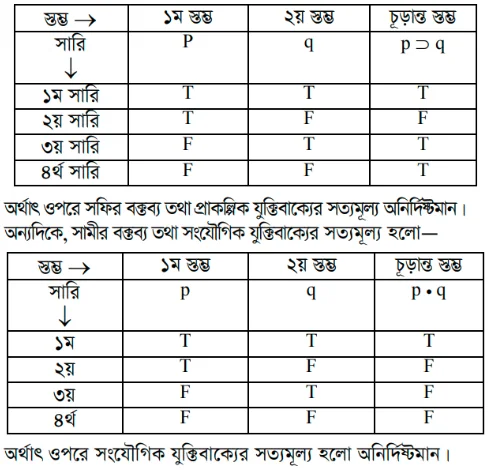 স্তম্ভ → ১ম স্তম্ভ ২য় স্তম্ভ চূড়ান্ত স্তম্ভ
সারি P q p ⊃ q
↓
১ম সারি T T T
২য় সারি T F F
৩য় সারি F T T
৪র্থ সারি F F T
অর্থাৎ ওপরে সফির বক্তব্য তথা প্রাকল্পিক যুক্তিবাক্যের সত্যমূল্য অনির্দিষ্টমান।
অন্যদিকে, সামীর বক্তব্য তথা সংযৌগিক যুক্তিবাক্যের সত্যমূল্য হলো—
স্তম্ভ → ১ম স্তম্ভ ২য় স্তম্ভ চূড়ান্ত স্তম্ভ
সারি p q p • q
↓
১ম T T T
২য় T F F
৩য় F T F
৪র্থ F F F
অর্থাৎ ওপরে সংযৌগিক যুক্তিবাক্যের সত্যমূল্য হলো অনির্দিষ্টমান।